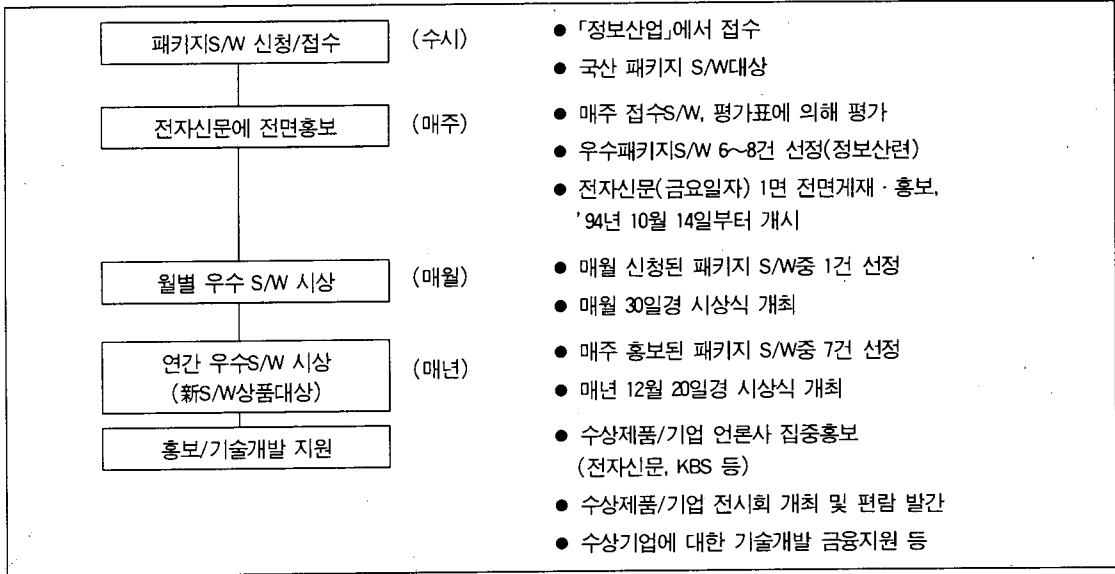 패키지S/W 신청/접수 (수시)
● 「정보산업」에서 접수
● 국산 패키지 S/W대상
전자신문에 전면홍보 (매주)
● 매주 접수S/W, 평가표에 의해 평가
● 우수패키지S/W 6~8건 선정(정보산련)
● 전자신문(금요일자) 1면 전면게재·홍보,
'94년 10월 14일부터 개시
월별 우수 S/W 시상 (매월)
● 매월 신청된 패키지 S/W중 1건 선정
● 매월 30일경 시상식 개최
연간 우수S/W 시상
(新S/W상품대상) (매년)
● 매주 홍보된 패키지 S/W중 7건 선정
● 매년 12월 20일경 시상식 개최
홍보/기술개발 지원
● 수상제품/기업 언론사 집중홍보
(전자신문, KBS 등)
● 수상제품/기업 전시회 개최 및 편람 발간
● 수상기업에 대한 기술개발 금융지원 등